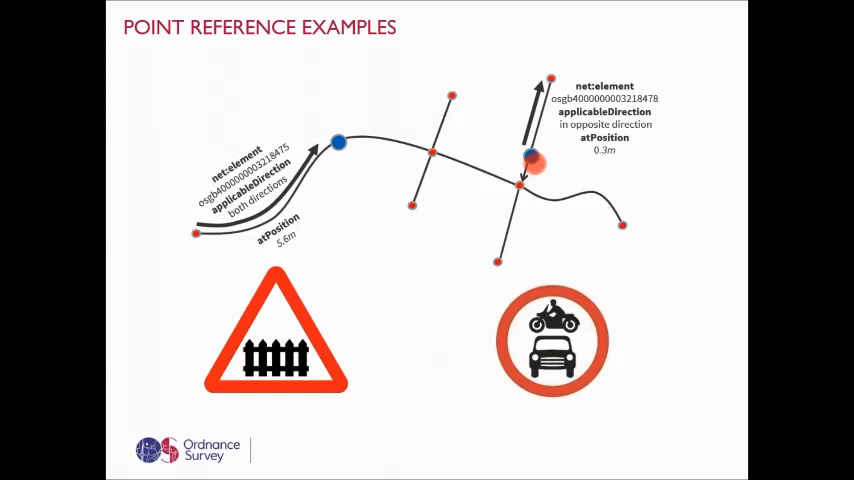 POINT REFERENCE EXAMPLES
net:element
osgb4000000003218475
applicableDirection
both directions
atPosition
5.6m
net:element
osgb4000000003218478
applicableDirection
in opposite direction
atPosition
0.3m
Ordnance
Survey